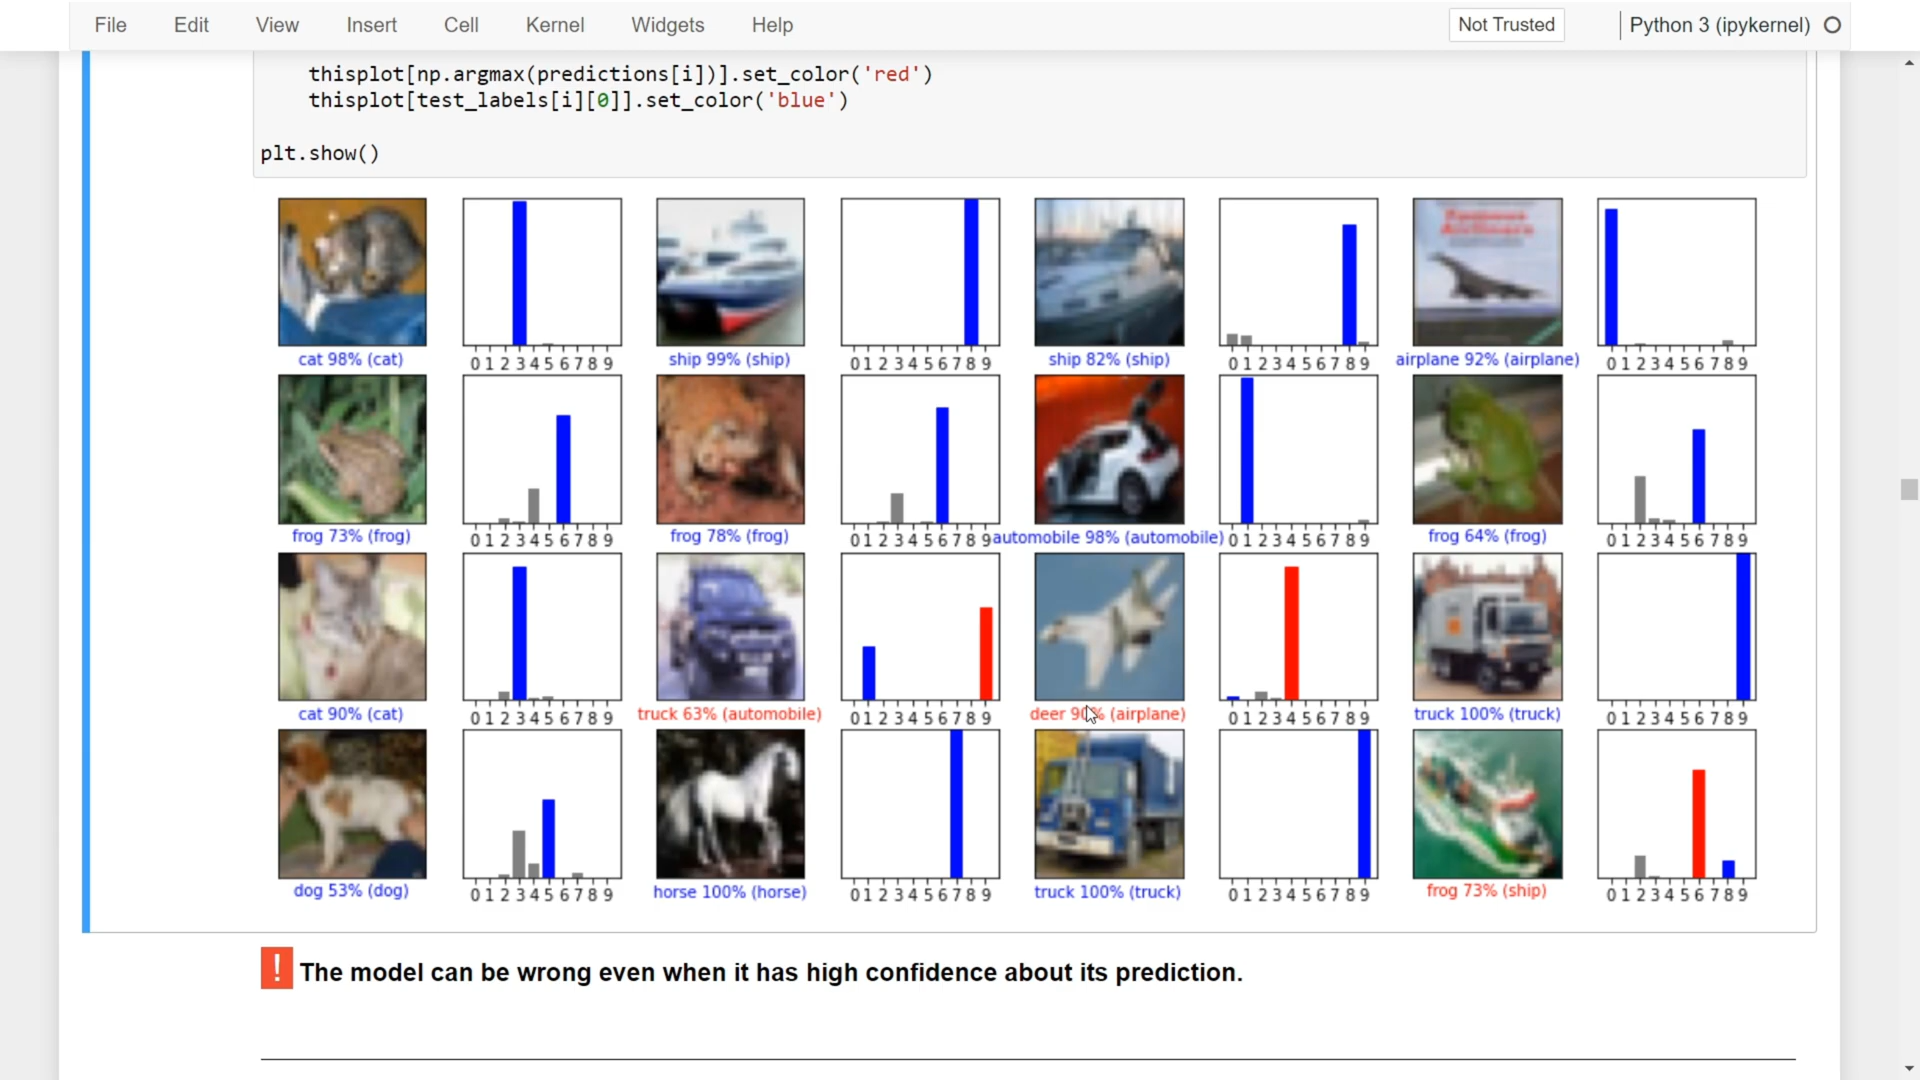 File Edit View Insert Cell Kernel Widgets Help Not Trusted Python 3 (ipykernel)
thisplot[np.argmax(predictions[i])].set_color('red')
thisplot[test_labels[i][0]].set_color('blue')
plt.show()
cat 98% (cat) 0 1 2 3 4 5 6 7 8 9 ship 99% (ship) 0 1 2 3 4 5 6 7 8 9 ship 82% (ship) 0 1 2 3 4 5 6 7 8 9 airplane 92% (airplane) 0 1 2 3 4 5 6 7 8 9
frog 73% (frog) 0 1 2 3 4 5 6 7 8 9 frog 78% (frog) 0 1 2 3 4 5 6 7 8 9 automobile 98% (automobile) 0 1 2 3 4 5 6 7 8 9 frog 64% (frog) 0 1 2 3 4 5 6 7 8 9
cat 90% (cat) 0 1 2 3 4 5 6 7 8 9 truck 63% (automobile) 0 1 2 3 4 5 6 7 8 9 deer 90% (airplane) 0 1 2 3 4 5 6 7 8 9 truck 100% (truck) 0 1 2 3 4 5 6 7 8 9
dog 53% (dog) 0 1 2 3 4 5 6 7 8 9 horse 100% (horse) 0 1 2 3 4 5 6 7 8 9 truck 100% (truck) 0 1 2 3 4 5 6 7 8 9 frog 73% (ship) 0 1 2 3 4 5 6 7 8 9
! The model can be wrong even when it has high confidence about its prediction.